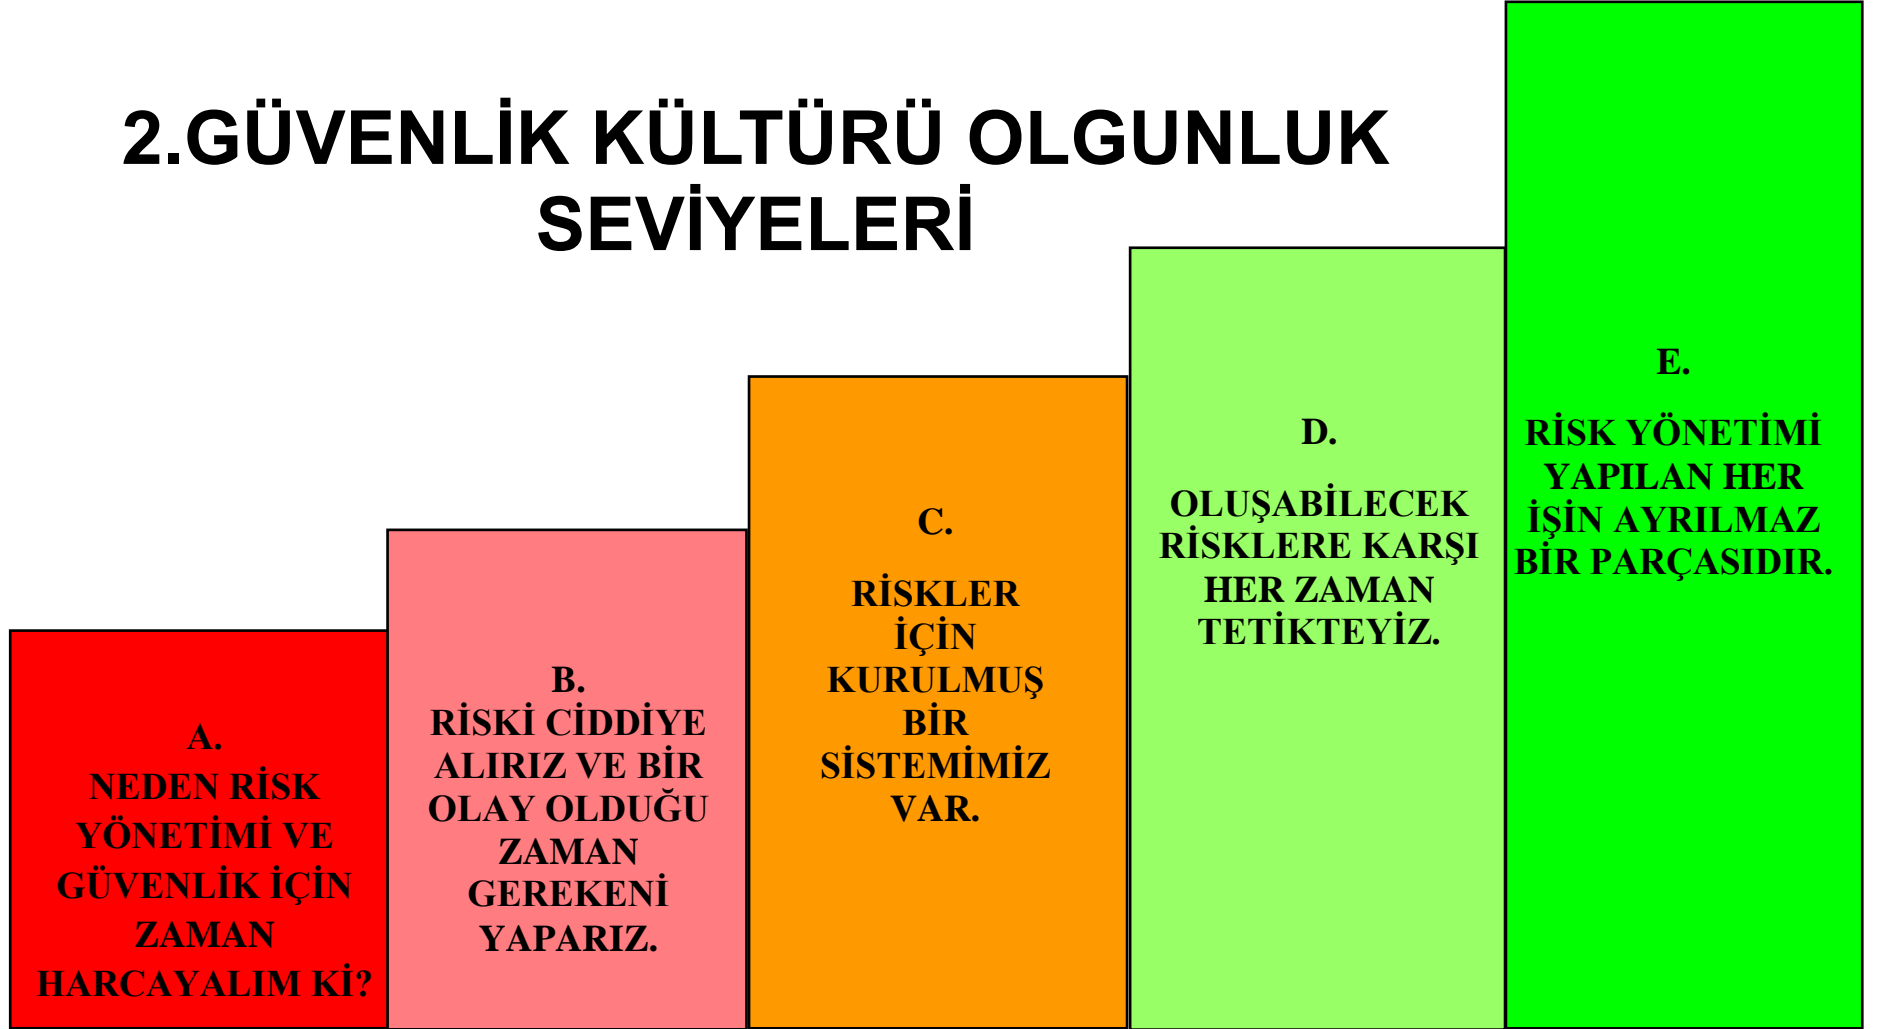 2.GÜVENLİK KÜLTÜRÜ OLGUNLUK
SEVİYELERİ
A.
NEDEN RİSK
YÖNETİMİ VE
GÜVENLİK İÇİN
ZAMAN
HARCAYALIM Kİ?
B.
RİSKİ CİDDİYE
ALIRIZ VE BİR
OLAY OLDUĞU
ZAMAN
GEREKENİ
YAPARIZ.
C.
RİSKLER
İÇİN
KURULMUŞ
BİR
SİSTEMİMİZ
VAR.
D.
OLUŞABİLECEK
RİSKLERE KARŞI
HER ZAMAN
TETİKTEYİZ.
E.
RİSK YÖNETİMİ
YAPILAN HER
İŞİN AYRILMAZ
BİR PARÇASIDIR.